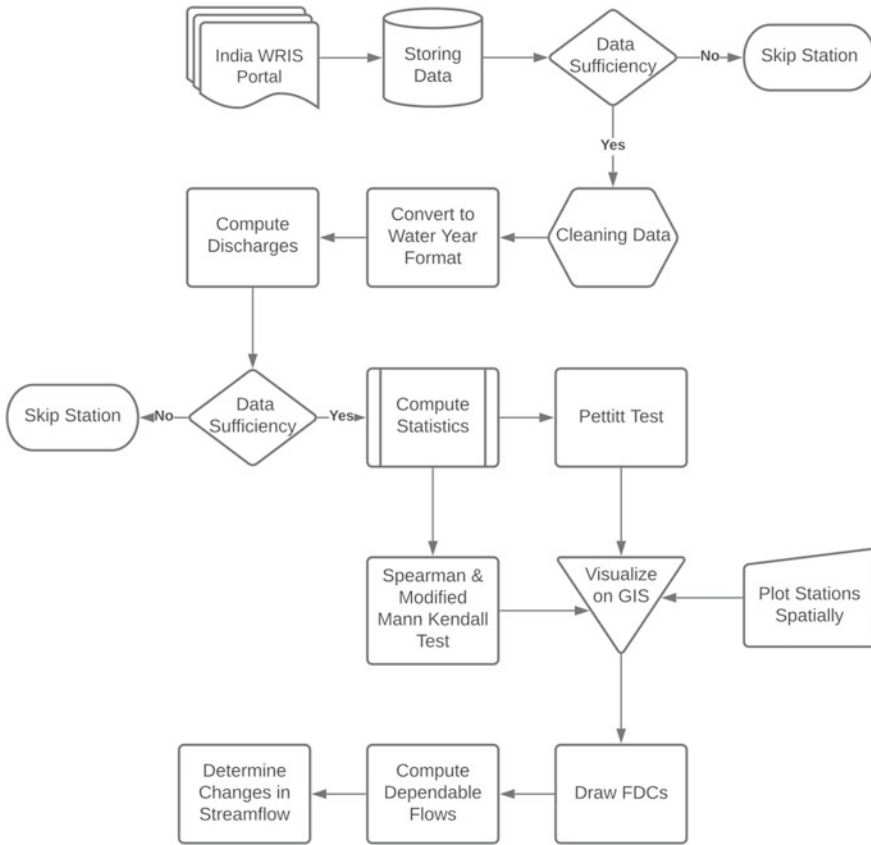 India WRIS
Portal
Storing
Data
Data
Sufficiency
No
Skip Station
Yes
Compute
Discharges
Convert to
Water Year
Format
Cleaning Data
Skip Station
No
Data
Sufficiency
Yes
Compute
Statistics
Pettitt Test
Spearman &
Modified
Mann Kendall
Test
Visualize
on GIS
Plot Stations
Spatially
Determine
Changes in
Streamflow
Compute
Dependable
Flows
Draw FDCs